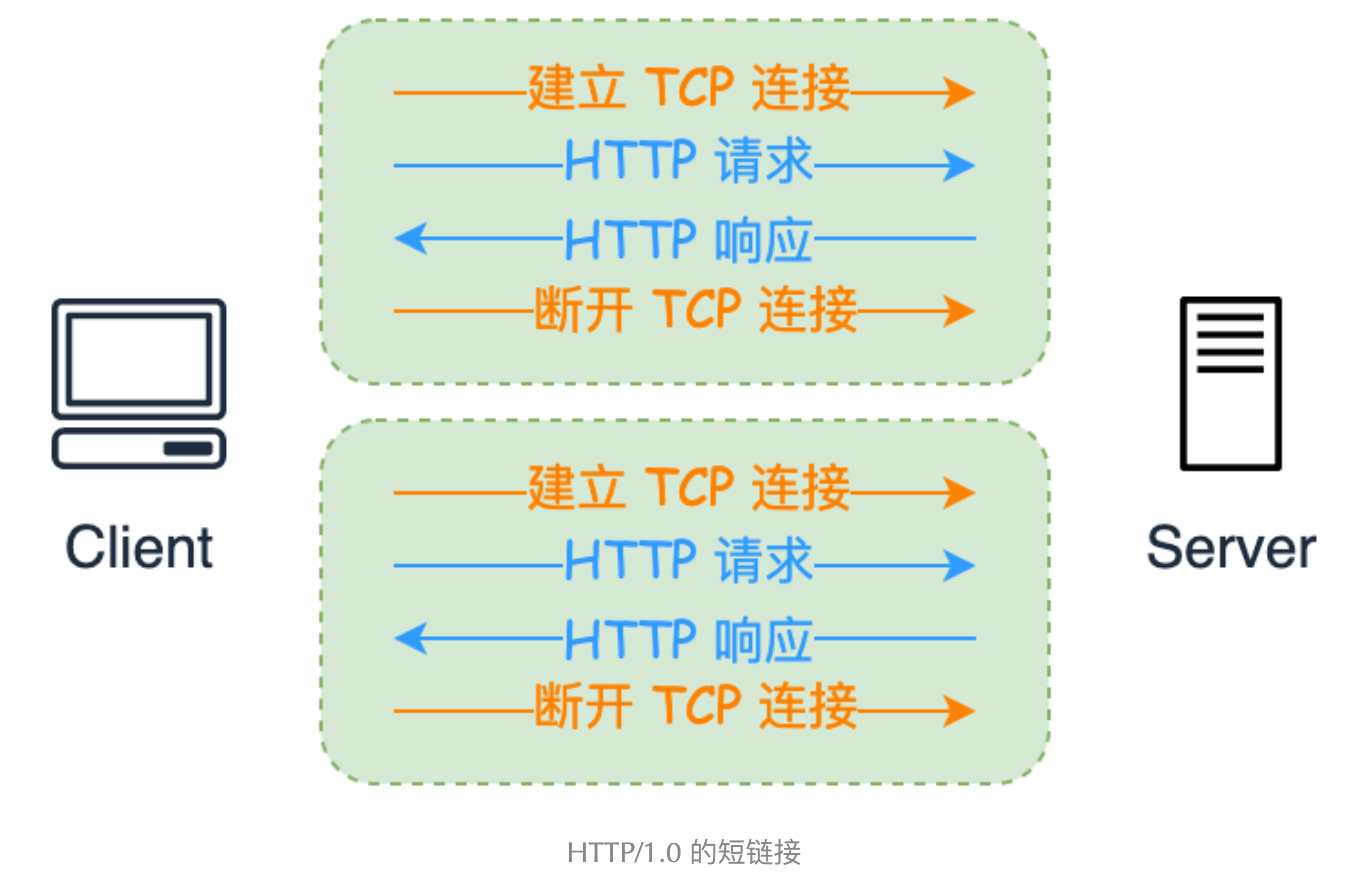 建立 TCP 连接
HTTP 请求
HTTP 响应
断开 TCP 连接
Client
Server
建立 TCP 连接
HTTP 请求
HTTP 响应
断开 TCP 连接
HTTP/1.0 的短链接